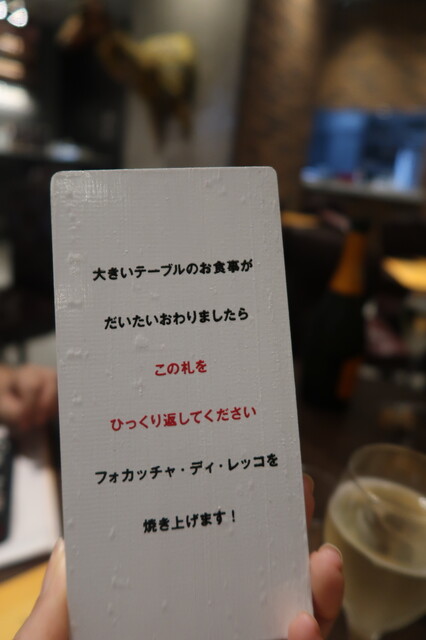 大きいテーブルのお食事が
だいたいおわりましたら
この札を
ひっくり返してください
フォカッチャ・ディ・レッコを
焼き上げます！